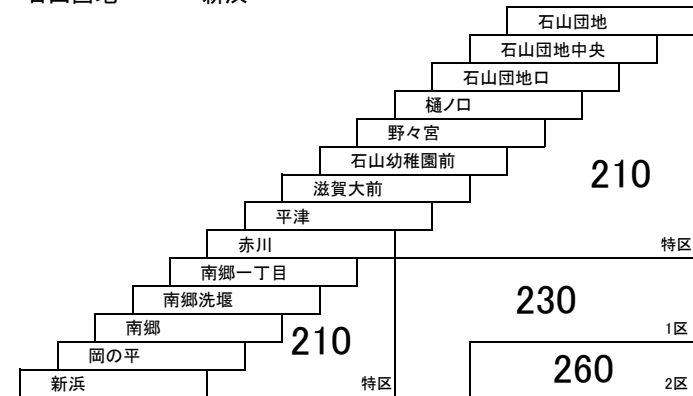 石山団地
石山団地中央
石山団地口
樋ノ口
野々宮
石山幼稚園前
210
滋賀大前
平津
赤川
特区
南郷一丁目
南郷洗堰
230
南郷
210
1区
岡の平
260
新浜
特区
2区